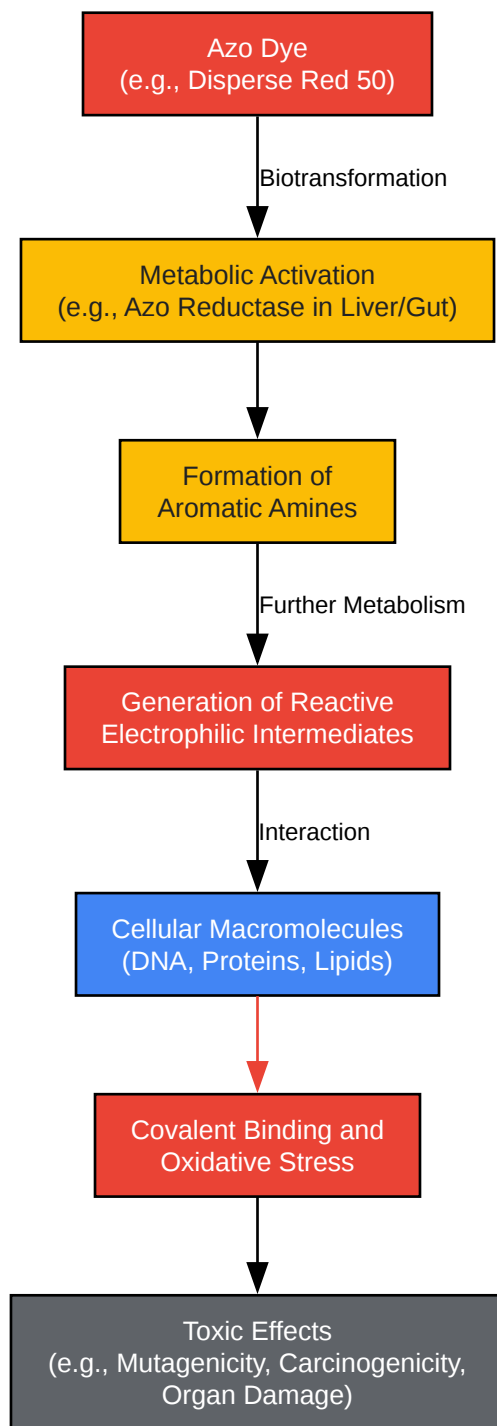 Azo Dye
(e.g., Disperse Red 50)
Biotransformation
Metabolic Activation
(e.g., Azo Reductase in Liver/Gut)
Formation of
Aromatic Amines
Further Metabolism
Generation of Reactive
Electrophilic Intermediates
Interaction
Cellular Macromolecules
(DNA, Proteins, Lipids)
Covalent Binding and
Oxidative Stress
Toxic Effects
(e.g., Mutagenicity, Carcinogenicity,
Organ Damage)